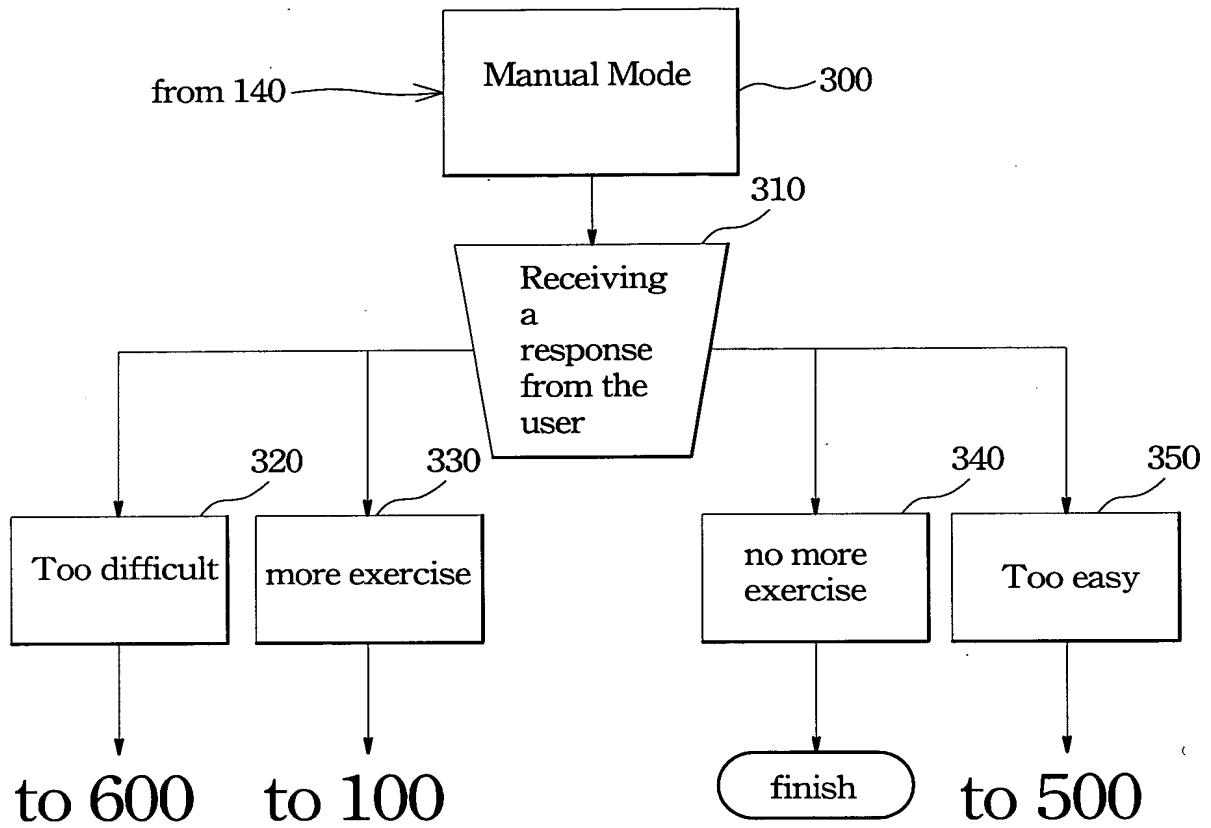 Manual Mode
from 140
300
310
Receiving
a
response
from the
user
320
330
340
350
Too difficult
more exercise
no more
exercise
Too easy
to 600
to 100
finish
to 500